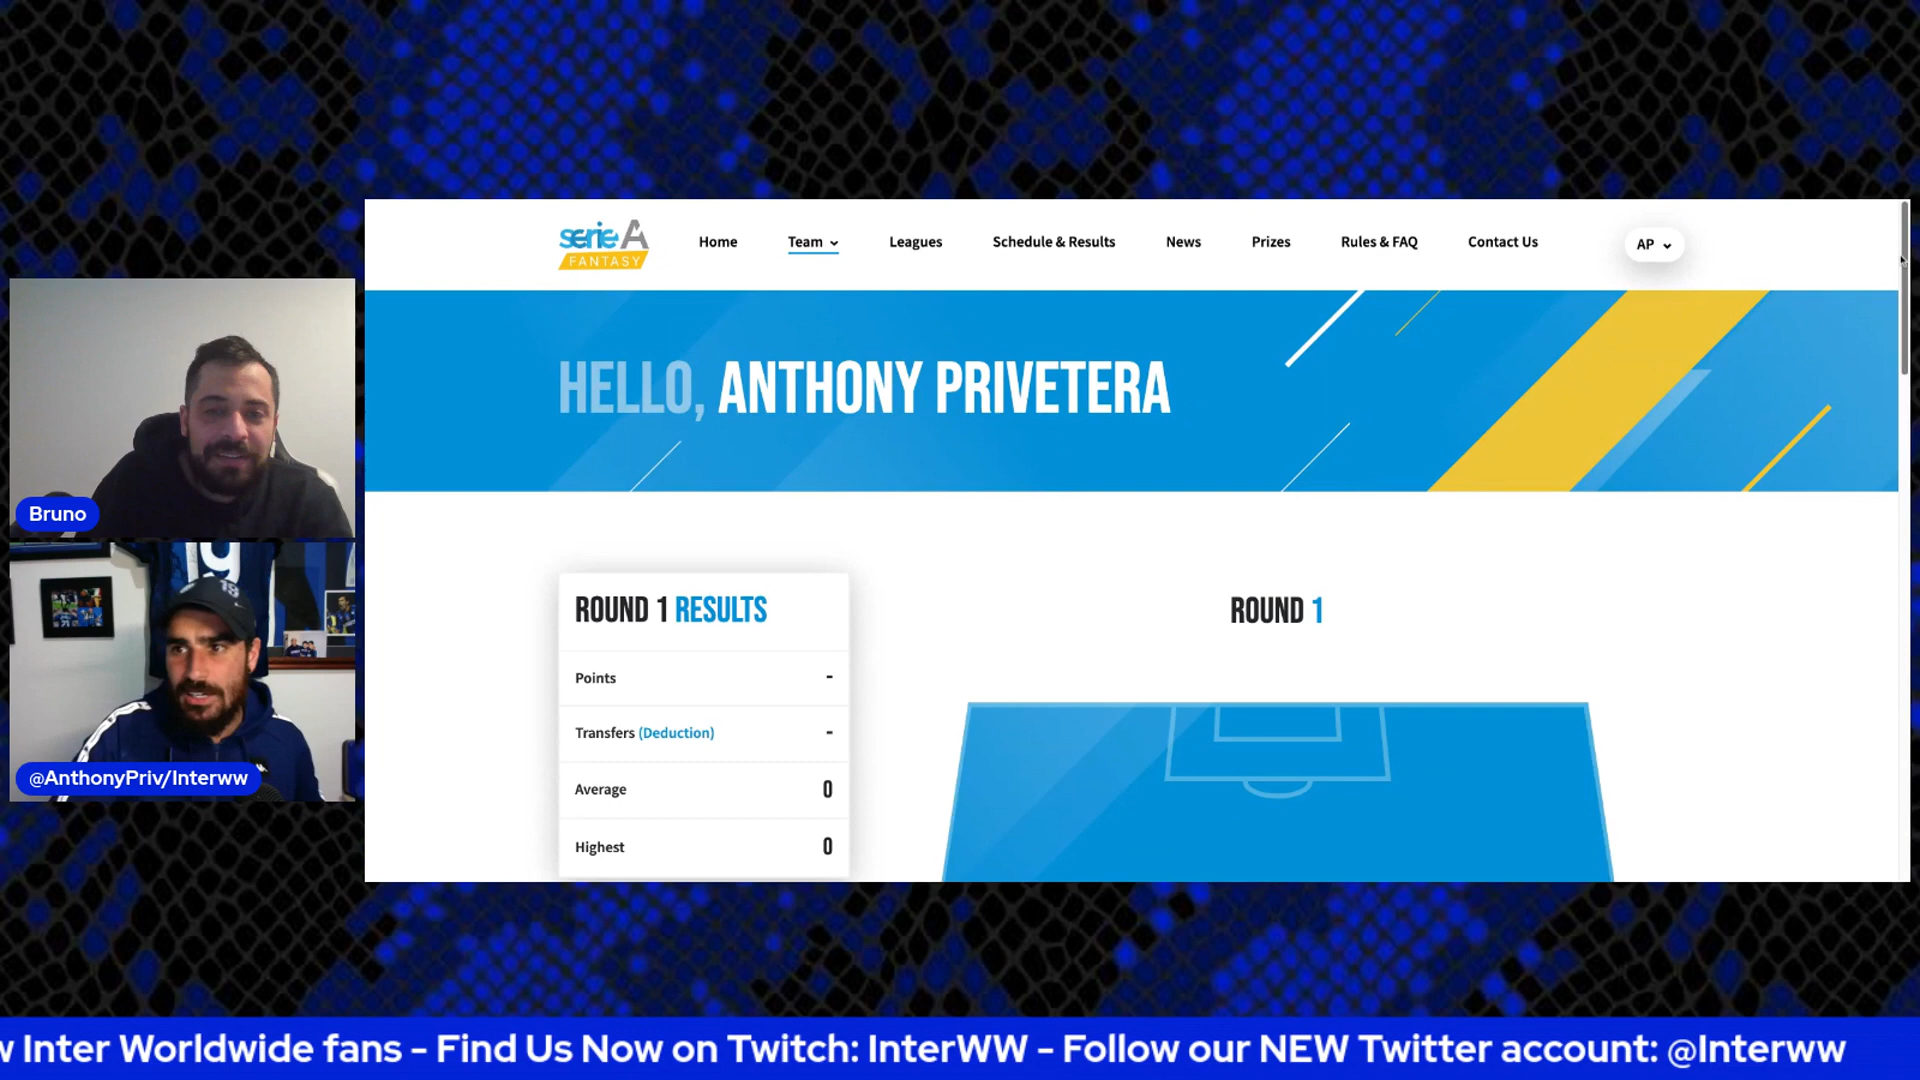 serie A
FANTASY
Home
Team
Leagues
Schedule & Results
News
Prizes
Rules & FAQ
Contact Us
AP
HELLO, ANTHONY PRIVETERA
ROUND 1 RESULTS
Points -
Transfers (Deduction) -
Average 0
Highest 0
ROUND 1
Bruno
19
19
@AnthonyPriv/Interww
w Inter Worldwide fans - Find Us Now on Twitch: InterWW - Follow our NEW Twitter account: @Interww